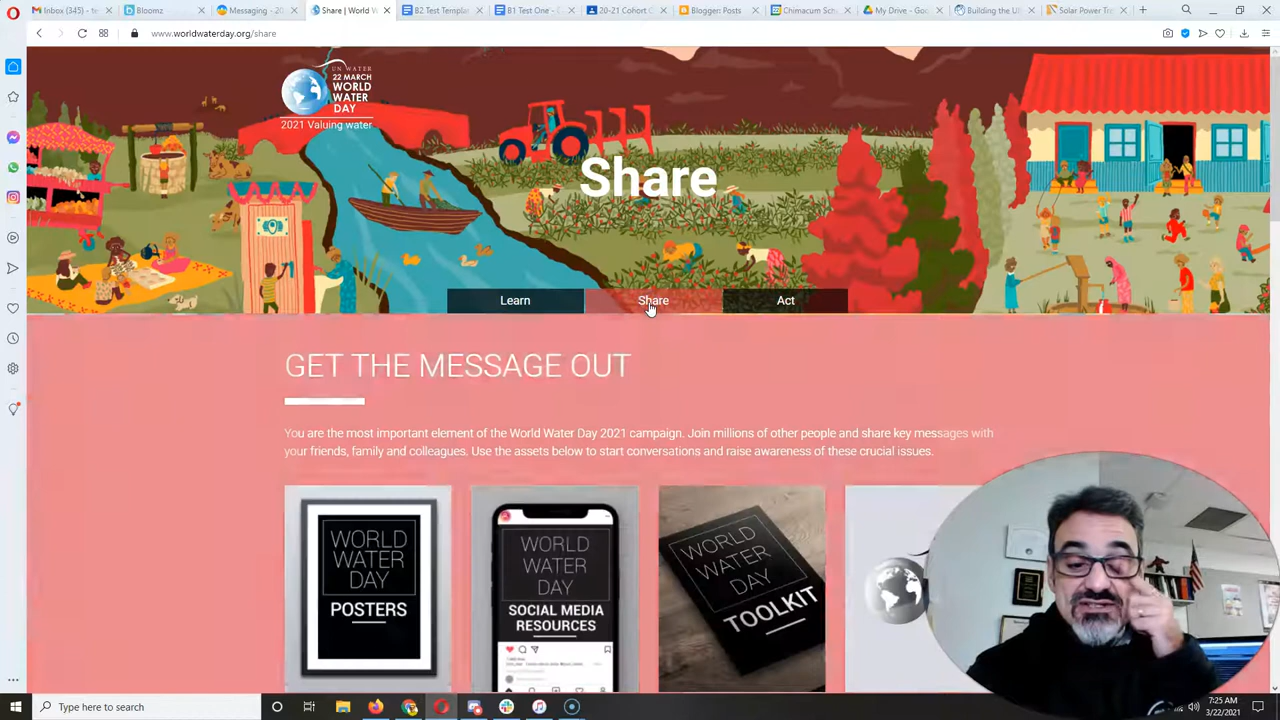 Inbox (345) - t
Bloomz
Messaging - 20
Share | World W
B2 Test Templat
B1 Test One - C
20-21 Cohort C
Blogger: Posts
Chimacum Sch
My Drive - Goo
Building the U
Solar Power Tr
www.worldwaterday.org/share
UN WATER
22 MARCH
WORLD
WATER
DAY
2021 Valuing water
Share
Learn
Share
Act
GET THE MESSAGE OUT
You are the most important element of the World Water Day 2021 campaign. Join millions of other people and share key messages with
your friends, family and colleagues. Use the assets below to start conversations and raise awareness of these crucial issues.
WORLD
WATER
DAY
POSTERS
WORLD
WATER
DAY
SOCIAL MEDIA
RESOURCES
WORLD
WATER
DAY
TOOLKIT
Type here to search
7:25 AM
3/22/2021